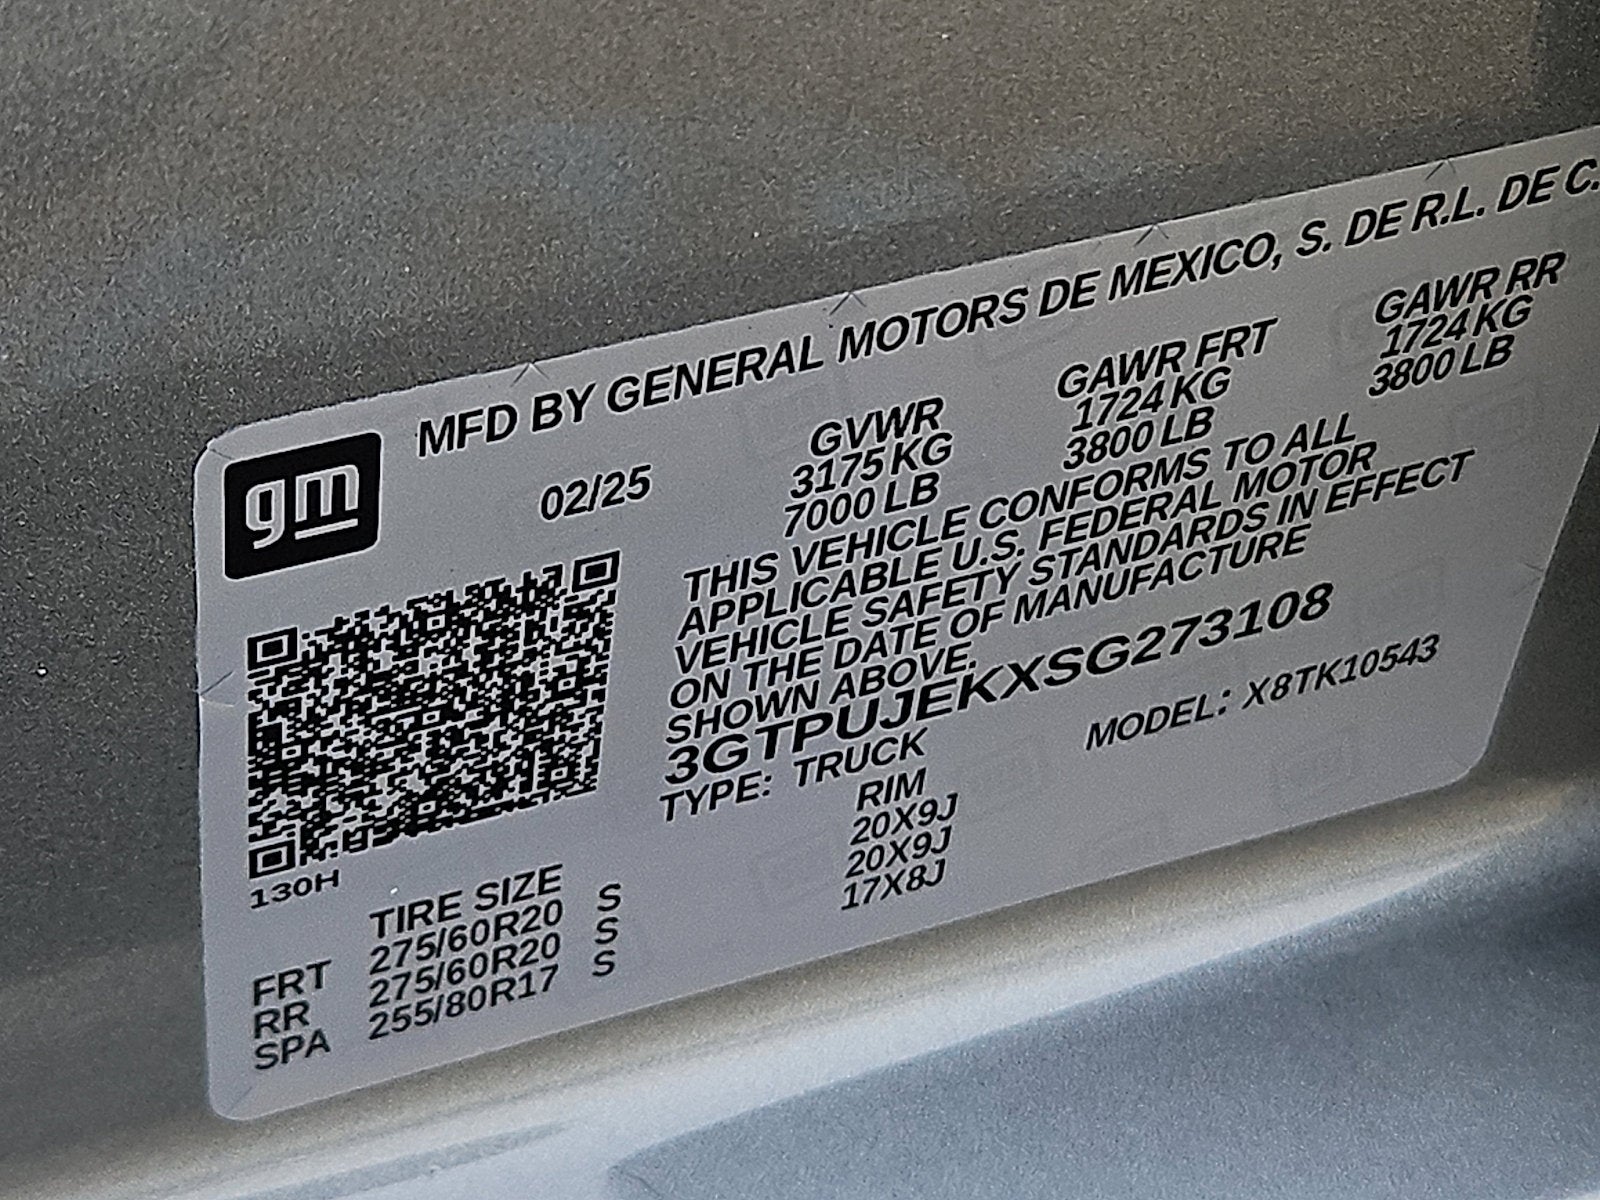 MFD BY GENERAL MOTORS DE MEXICO, S. DE R.L. DE C.
gm
02/25
GVWR GAWR FRT GAWR RR
3175 KG 1724 KG 1724 KG
7000 LB 3800 LB 3800 LB
THIS VEHICLE CONFORMS TO ALL
APPLICABLE U.S. FEDERAL MOTOR
VEHICLE SAFETY STANDARDS IN EFFECT
ON THE DATE OF MANUFACTURE
SHOWN ABOVE.
3GTPUJEKXSG273108
TYPE: TRUCK MODEL: X8TK10543
130H
TIRE SIZE RIM
FRT 275/60R20 S 20X9J
RR 275/60R20 S 20X9J
SPA 255/80R17 S 17X8J